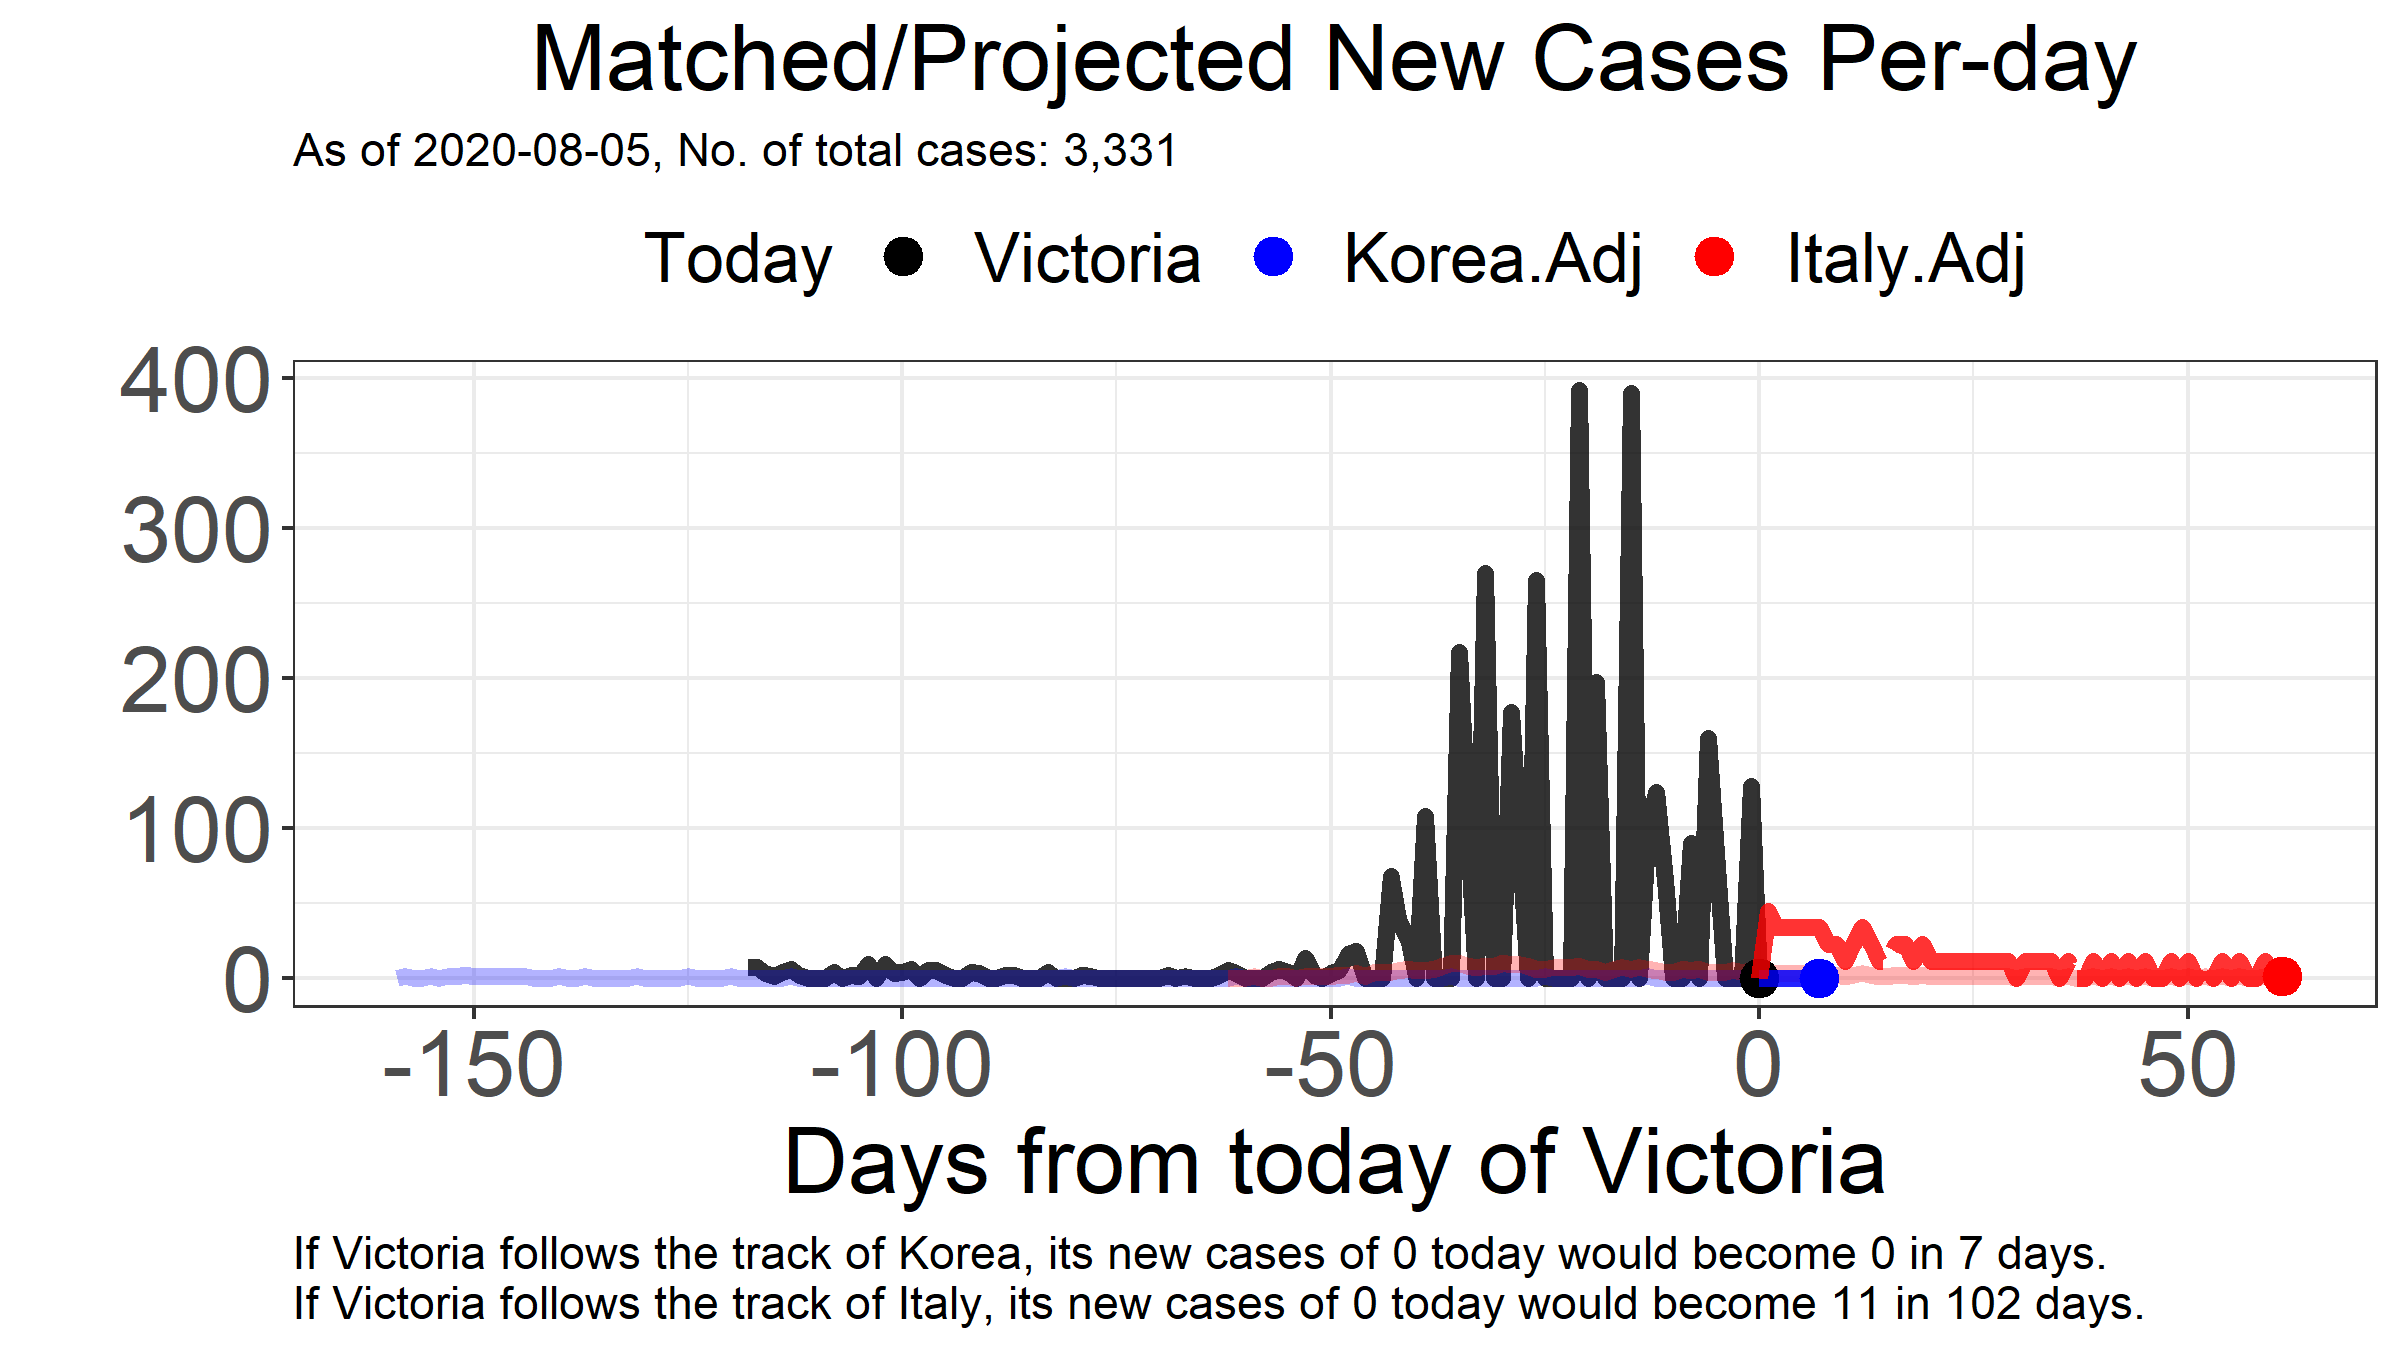 Matched/Projected New Cases Per-day
As of 2020-08-05, No. of total cases: 3,331
Today Victoria Korea.Adj Italy.Adj
400
300
200
100
0
-150 -100 -50 0 50
Days from today of Victoria
If Victoria follows the track of Korea, its new cases of 0 today would become 0 in 7 days.
If Victoria follows the track of Italy, its new cases of 0 today would become 11 in 102 days.